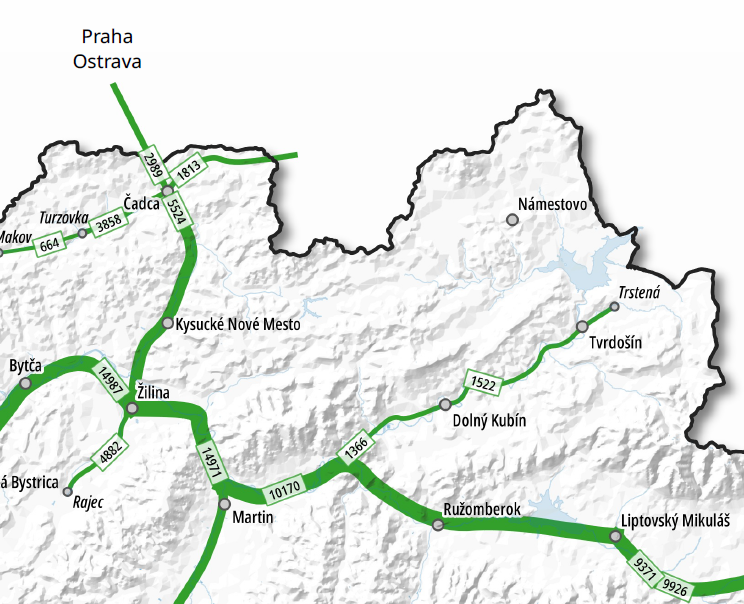 Praha
Ostrava
2989
1813
Čadca
5524
Turzovka
3858
Makov
664
Námestovo
Trstená
Kysucké Nové Mesto
Tvrdošín
Bytča
14987
Žilina
1522
Dolný Kubín
4882
14971
1366
á Bystrica
Rajec
10170
Martin
Ružomberok
Liptovský Mikuláš
9371
9926